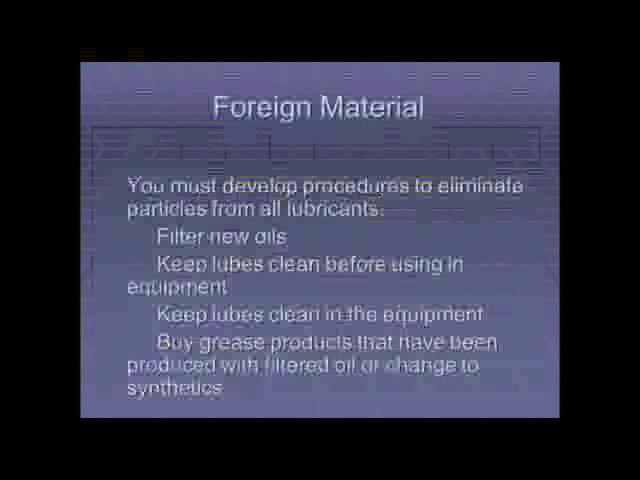 Foreign Material
You must develop procedures to eliminate
particles from all lubricants:
Filter new oils
Keep lubes clean before using in
equipment
Keep lubes clean in the equipment
Buy grease products that have been
produced with filtered oil or change to
synthetics